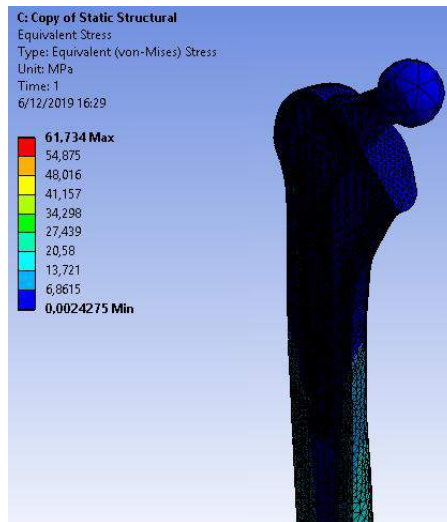 C: Copy of Static Structural
Equivalent Stress
Type: Equivalent (von-Mises) Stress
Unit: MPa
Time: 1
6/12/2019 16:29
61,734 Max
54,875
48,016
41,157
34,298
27,439
20,58
13,721
6,8615
0,0024275 Min